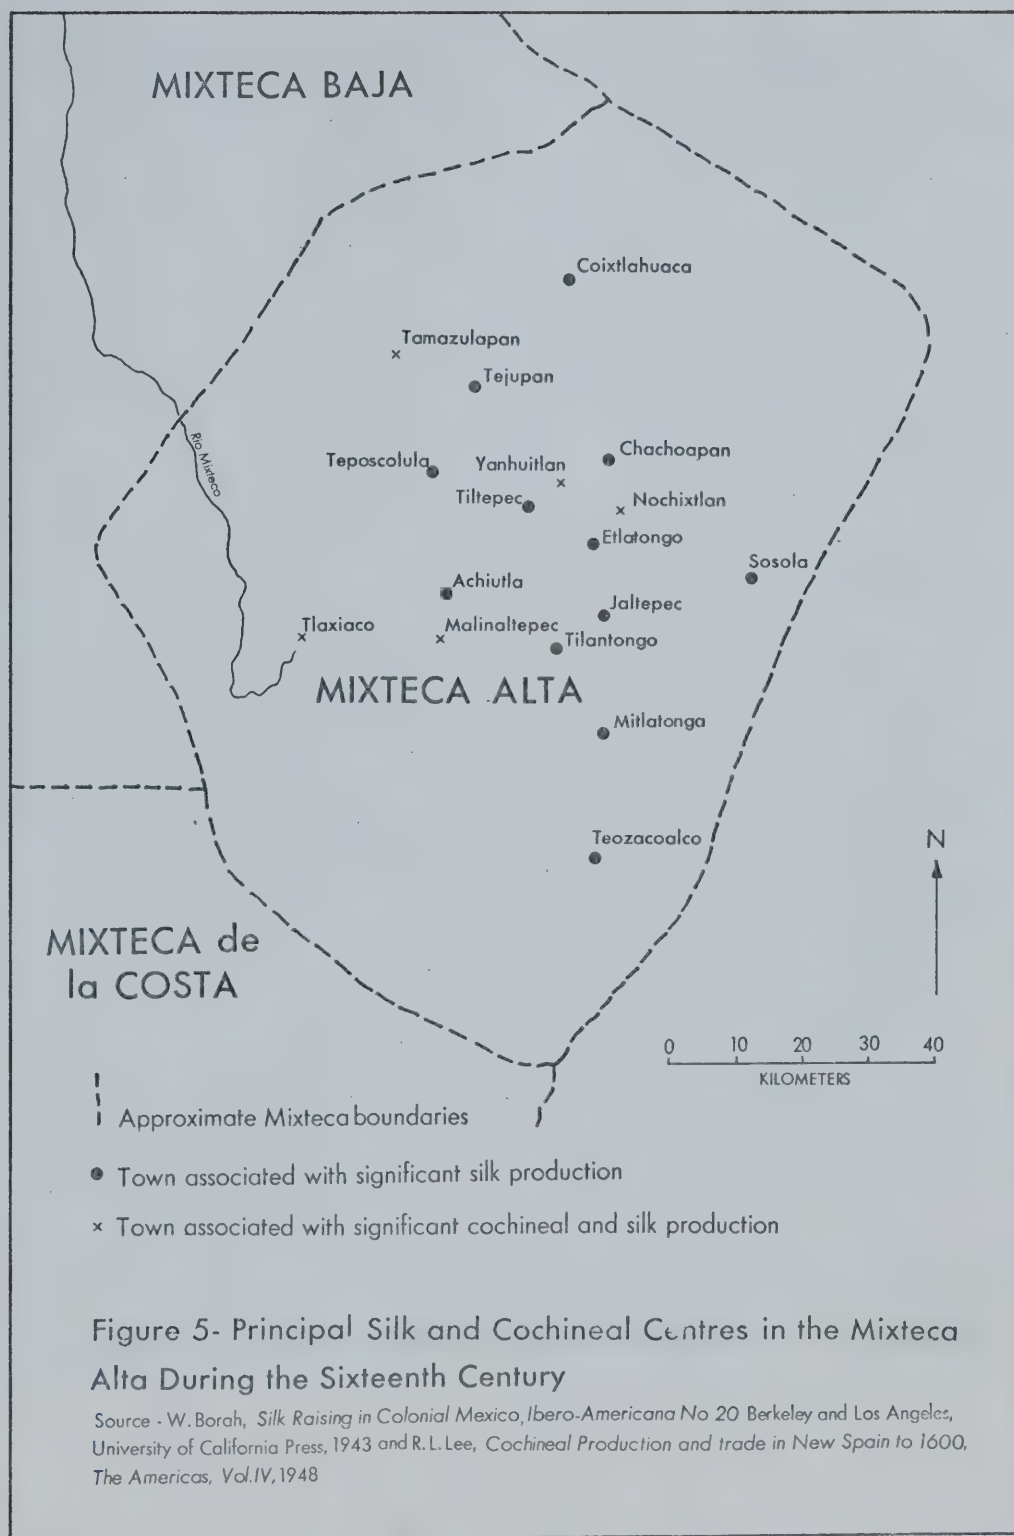 MIXTECA BAJA
Coixtlahuaca
Tamazulapan
Tejupan
Rio Mixteco
Teposcolula
Yanhuitlan
Chachoapan
Tiltepec
Nochixtlan
Etlatongo
Sosola
Achiutla
Jaltepec
Tlaxiaco
Malinaltepec
Tilantongo
MIXTECA ALTA
Mitlatonga
Teozacoalco
N
MIXTECA de
la COSTA
0 10 20 30 40
KILOMETERS
Approximate Mixteca boundaries
Town associated with significant silk production
x Town associated with significant cochineal and silk production
Figure 5- Principal Silk and Cochineal Centres in the Mixteca
Alta During the Sixteenth Century
Source - W. Borah, Silk Raising in Colonial Mexico, Ibero-Americana No 20 Berkeley and Los Angeles,
University of California Press, 1943 and R. L. Lee, Cochineal Production and trade in New Spain to 1600,
The Americas, Vol. IV, 1948